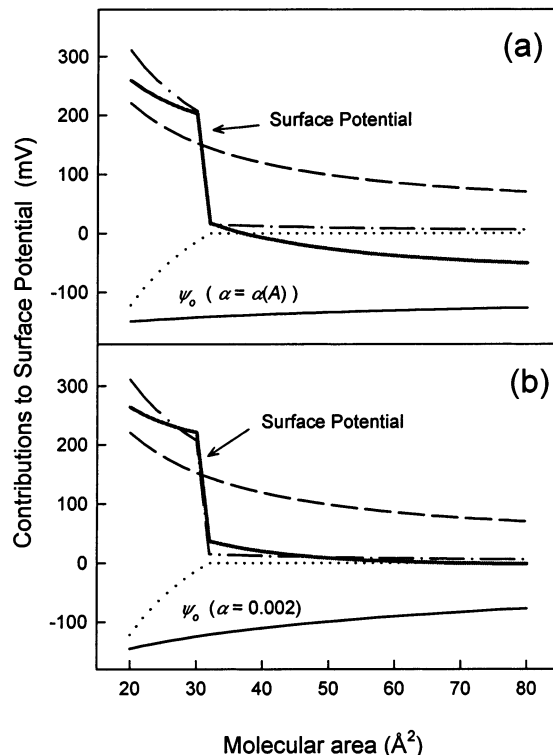 (a)
300
Surface Potential
200
100
0
-100
ψo ( α = α(A) )
Contributions to Surface Potential (mV)
(b)
300
Surface Potential
200
100
0
-100
ψo ( α = 0.002)
20 30 40 50 60 70 80
Molecular area (Å²)